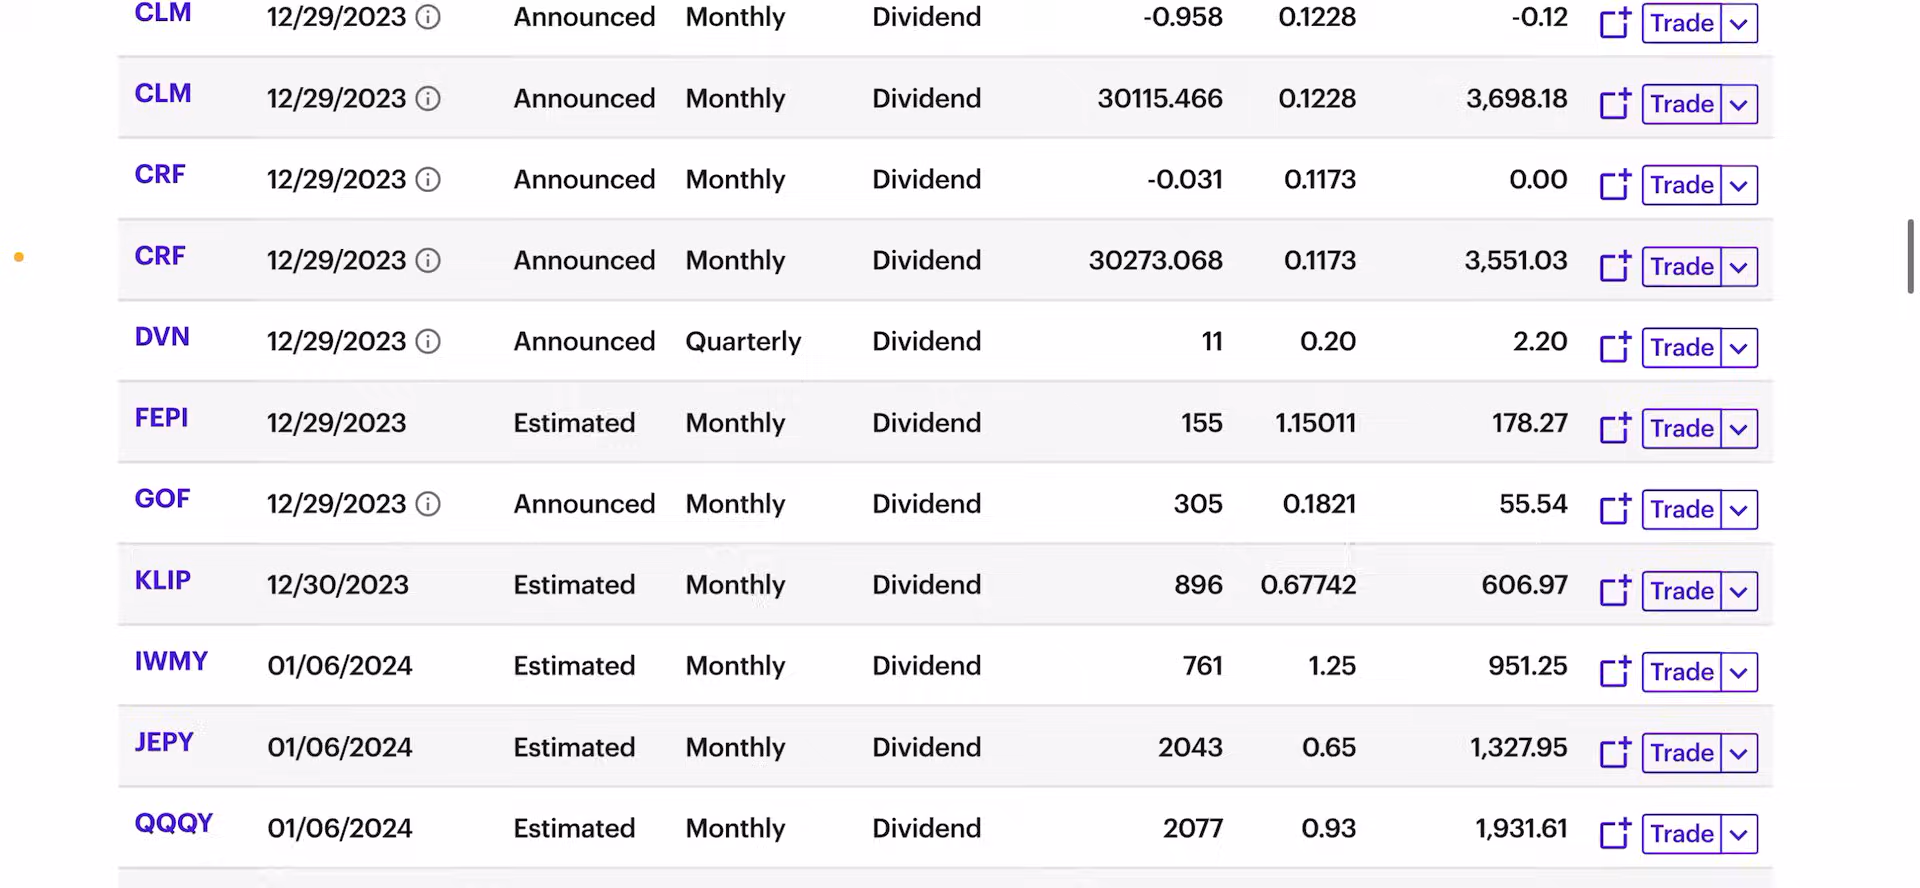 CLM 12/29/2023 Announced Monthly Dividend -0.958 0.1228 -0.12 Trade
CLM 12/29/2023 Announced Monthly Dividend 30115.466 0.1228 3,698.18 Trade
CRF 12/29/2023 Announced Monthly Dividend -0.031 0.1173 0.00 Trade
CRF 12/29/2023 Announced Monthly Dividend 30273.068 0.1173 3,551.03 Trade
DVN 12/29/2023 Announced Quarterly Dividend 11 0.20 2.20 Trade
FEPI 12/29/2023 Estimated Monthly Dividend 155 1.15011 178.27 Trade
GOF 12/29/2023 Announced Monthly Dividend 305 0.1821 55.54 Trade
KLIP 12/30/2023 Estimated Monthly Dividend 896 0.67742 606.97 Trade
IWMY 01/06/2024 Estimated Monthly Dividend 761 1.25 951.25 Trade
JEPY 01/06/2024 Estimated Monthly Dividend 2043 0.65 1,327.95 Trade
QQQY 01/06/2024 Estimated Monthly Dividend 2077 0.93 1,931.61 Trade